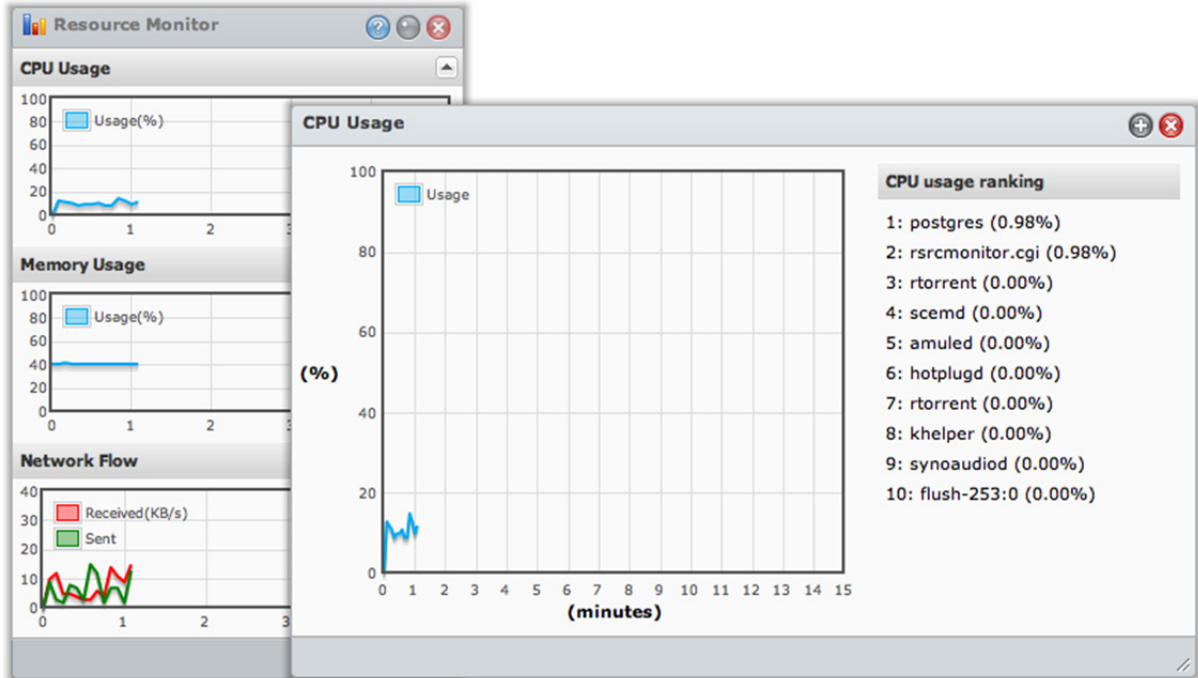 Resource Monitor
CPU Usage
100
80
60
40
20
0
Usage(%)
0 1 2
Memory Usage
100
80
60
40
20
0
Usage(%)
0 1 2
Network Flow
40
30
20
10
0
Received(KB/s)
Sent
0 1 2 3
CPU Usage
100
80
60
40
20
0
(%)
Usage
0 1 2 3 4 5 6 7 8 9 10 11 12 13 14 15
(minutes)
CPU usage ranking
1: postgres (0.98%)
2: rsrcmonitor.cgi (0.98%)
3: rtorrent (0.00%)
4: scemd (0.00%)
5: amuled (0.00%)
6: hotplugd (0.00%)
7: rtorrent (0.00%)
8: khelper (0.00%)
9: synoaudiod (0.00%)
10: flush-253:0 (0.00%)